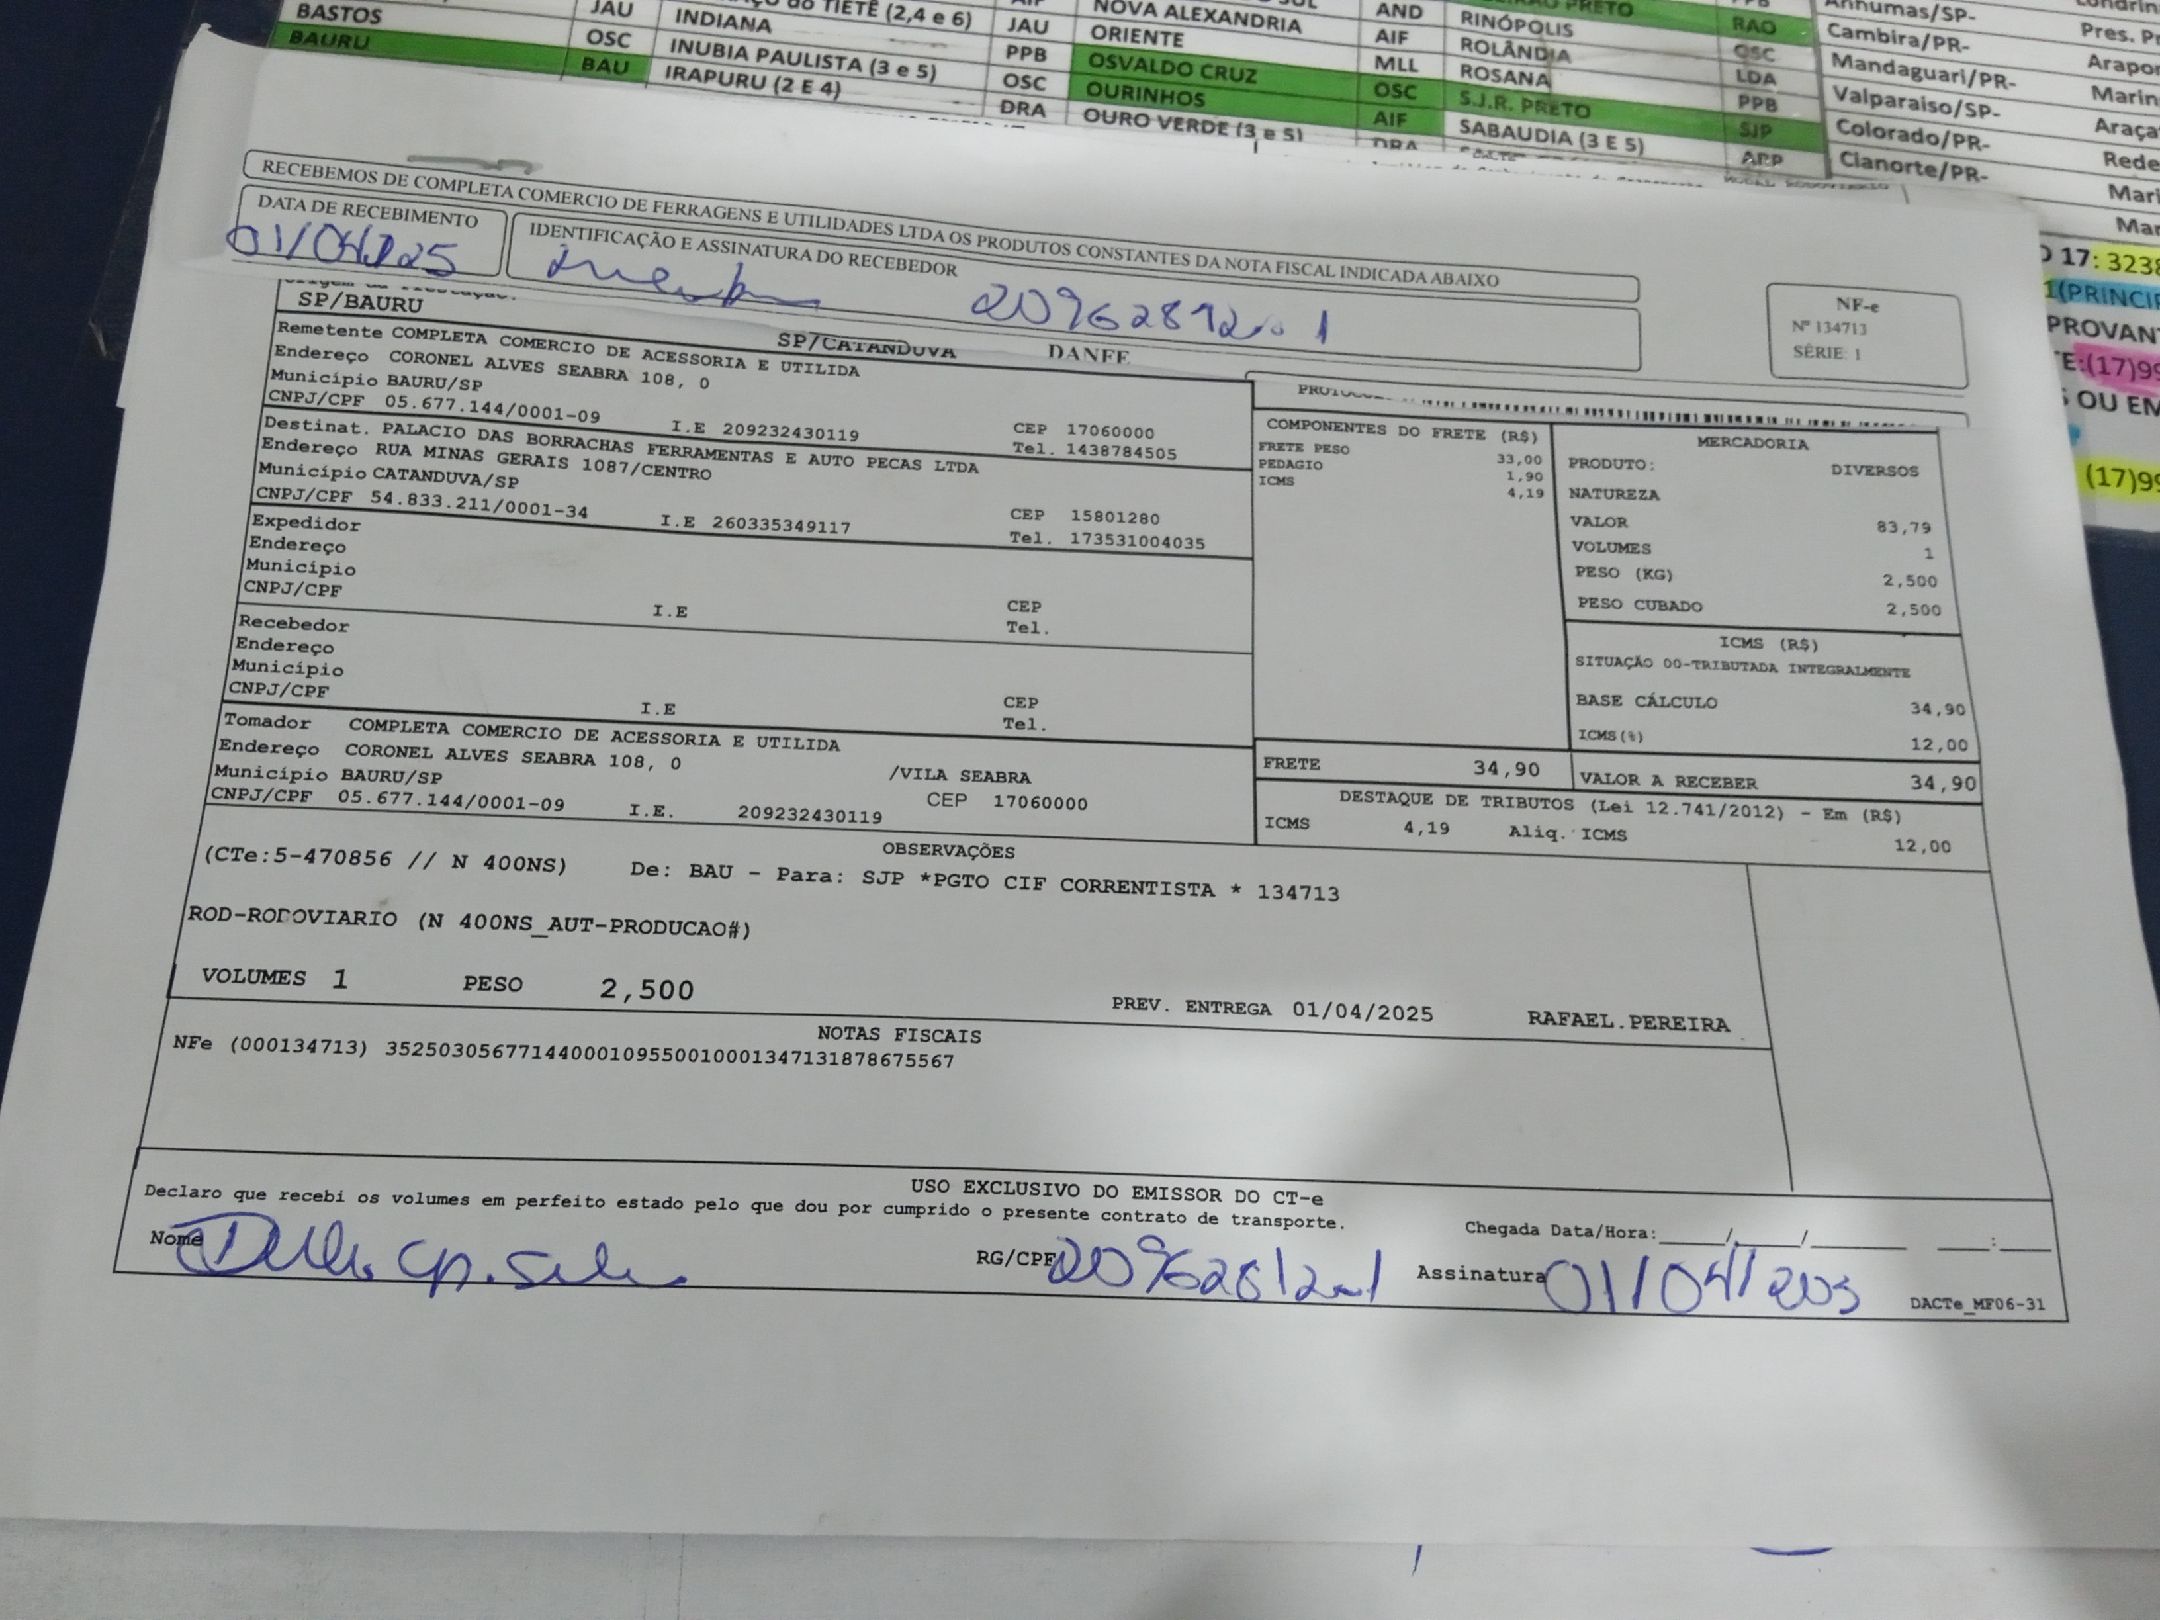 BASTOS JAU INDIANA JAU NOVA ALEXANDRIA AND RINÓPOLIS RAO Cambira/PR-
BAURU OSC INUBIA PAULISTA (3 e 5) PPB ORIENTE AIF ROLÂNDIA OSC Mandaguari/PR-
BAU IRAPURU (2 E 4) OSC OSVALDO CRUZ MLL ROSANA LDA Valparaiso/SP-
DRA OURINHOS OSC S.J.R. PRETO PPB Colorado/PR-
OURO VERDE (3 e 5) AIF SABAUDIA (3 E 5) SJP Cianorte/PR-
DRA APP
17: 3238
(17)99
OU EM
(17)99
RECEBEMOS DE COMPLETA COMERCIO DE FERRAGENS E UTILIDADES LTDA OS PRODUTOS CONSTANTES DA NOTA FISCAL INDICADA ABAIXO
DATA DE RECEBIMENTO
IDENTIFICAÇÃO E ASSINATURA DO RECEBEDOR
NF-e
Nº 134713
SÉRIE: 1
SP/BAURU
SP/CATANDUVA DANFE
Remetente COMPLETA COMERCIO DE ACESSORIA E UTILIDA
Endereço CORONEL ALVES SEABRA 108, 0
Município BAURU/SP CEP 17060000
CNPJ/CPF 05.677.144/0001-09 I.E 209232430119 Tel. 1438784505
Destinat. PALACIO DAS BORRACHAS FERRAMENTAS E AUTO PECAS LTDA
Endereço RUA MINAS GERAIS 1087/CENTRO
Município CATANDUVA/SP CEP 15801280
CNPJ/CPF 54.833.211/0001-34 I.E 260335349117 Tel. 173531004035
Expedidor
Endereço
Município CEP
CNPJ/CPF I.E Tel.
Recebedor
Endereço
Município CEP
CNPJ/CPF I.E Tel.
Tomador COMPLETA COMERCIO DE ACESSORIA E UTILIDA
Endereço CORONEL ALVES SEABRA 108, 0 /VILA SEABRA
Município BAURU/SP CEP 17060000
CNPJ/CPF 05.677.144/0001-09 I.E. 209232430119
COMPONENTES DO FRETE (R$)
FRETE PESO 33,00
PEDAGIO 1,90
ICMS 4,19
MERCADORIA
PRODUTO: DIVERSOS
NATUREZA
VALOR 83,79
VOLUMES 1
PESO (KG) 2,500
PESO CUBADO 2,500
ICMS (R$)
SITUAÇÃO 00-TRIBUTADA INTEGRALMENTE
BASE CÁLCULO 34,90
ICMS(%) 12,00
FRETE 34,90 VALOR A RECEBER 34,90
DESTAQUE DE TRIBUTOS (Lei 12.741/2012) - Em (R$)
ICMS 4,19 Aliq. ICMS 12,00
OBSERVAÇÕES
(CTe:5-470856 // N 400NS) De: BAU - Para: SJP *PGTO CIF CORRENTISTA * 134713
ROD-RODOVIARIO (N 400NS_AUT-PRODUCAO#)
VOLUMES 1 PESO 2,500 PREV. ENTREGA 01/04/2025 RAFAEL.PEREIRA
NOTAS FISCAIS
NFe (000134713) 35250305677144000109550010001347131878675567
USO EXCLUSIVO DO EMISSOR DO CT-e
Declaro que recebi os volumes em perfeito estado pelo que dou por cumprido o presente contrato de transporte.
Chegada Data/Hora:_____/_____/_______ ____:____
Nome RG/CPF Assinatura 01/04/
DACTe_MF06-31